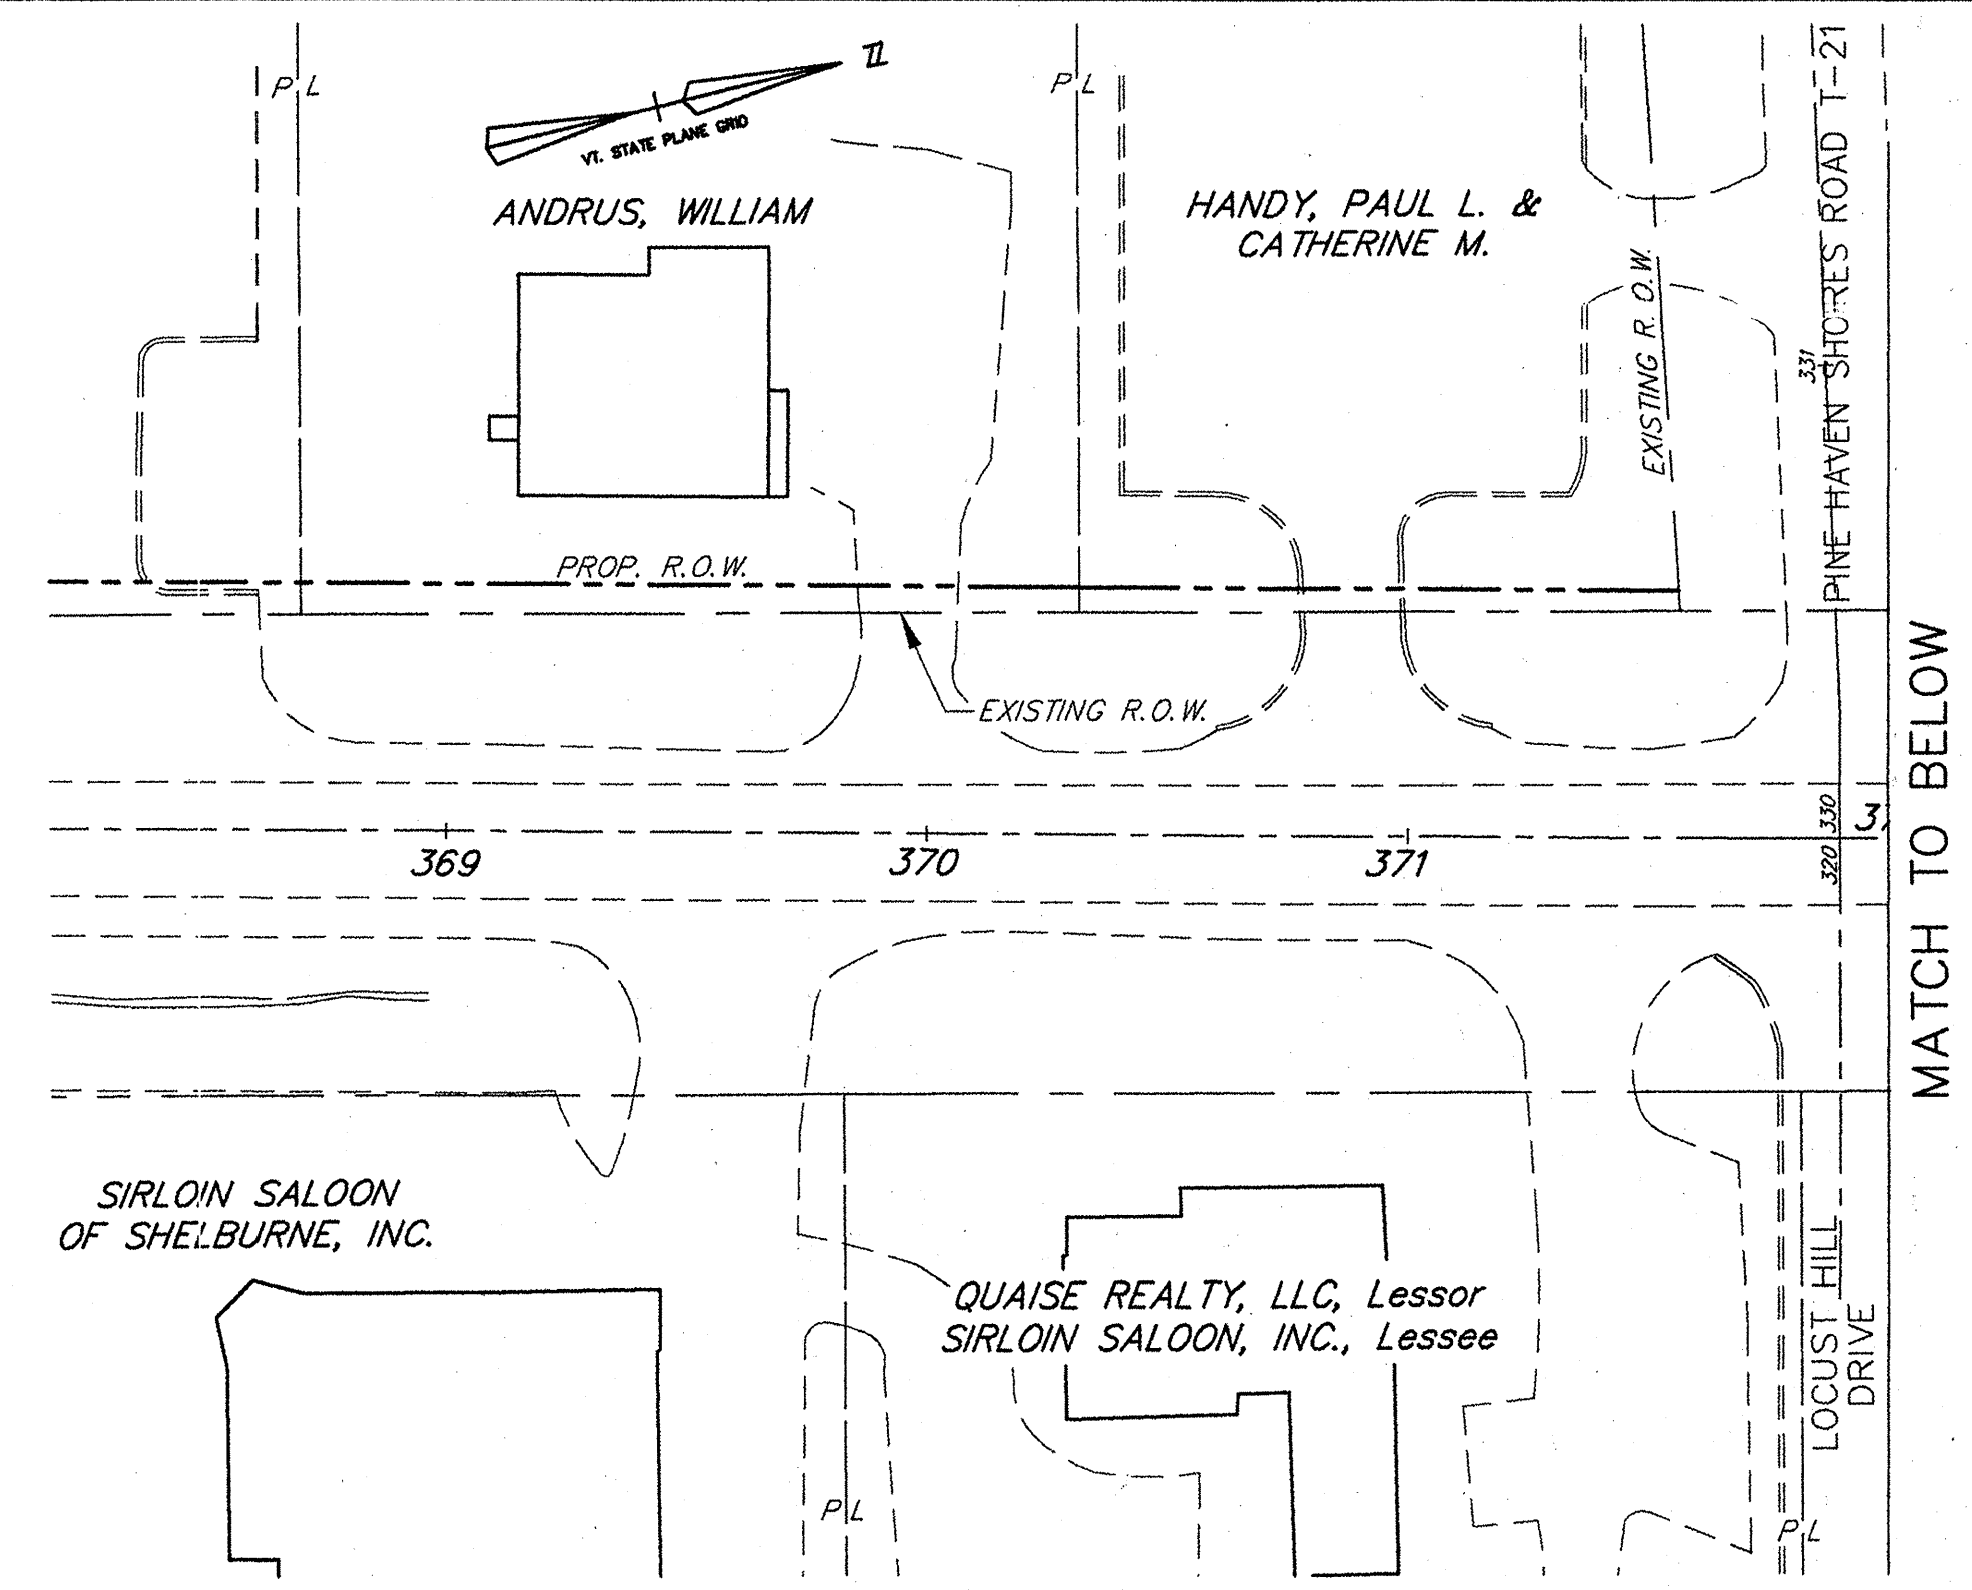 P L
VT. STATE PLANE GRID
P L
PINE HAVEN SHORES ROAD T-21
ANDRUS, WILLIAM
HANDY, PAUL L. &
CATHERINE M.
EXISTING R.O.W.
331
PROP. R.O.W.
EXISTING R.O.W.
MATCH TO BELOW
330
320
369
370
371
SIRLOIN SALOON
OF SHELBURNE, INC.
QUAISE REALTY, LLC, Lessor
SIRLOIN SALOON, INC., Lessee
LOCUST HILL
DRIVE
P L
P L